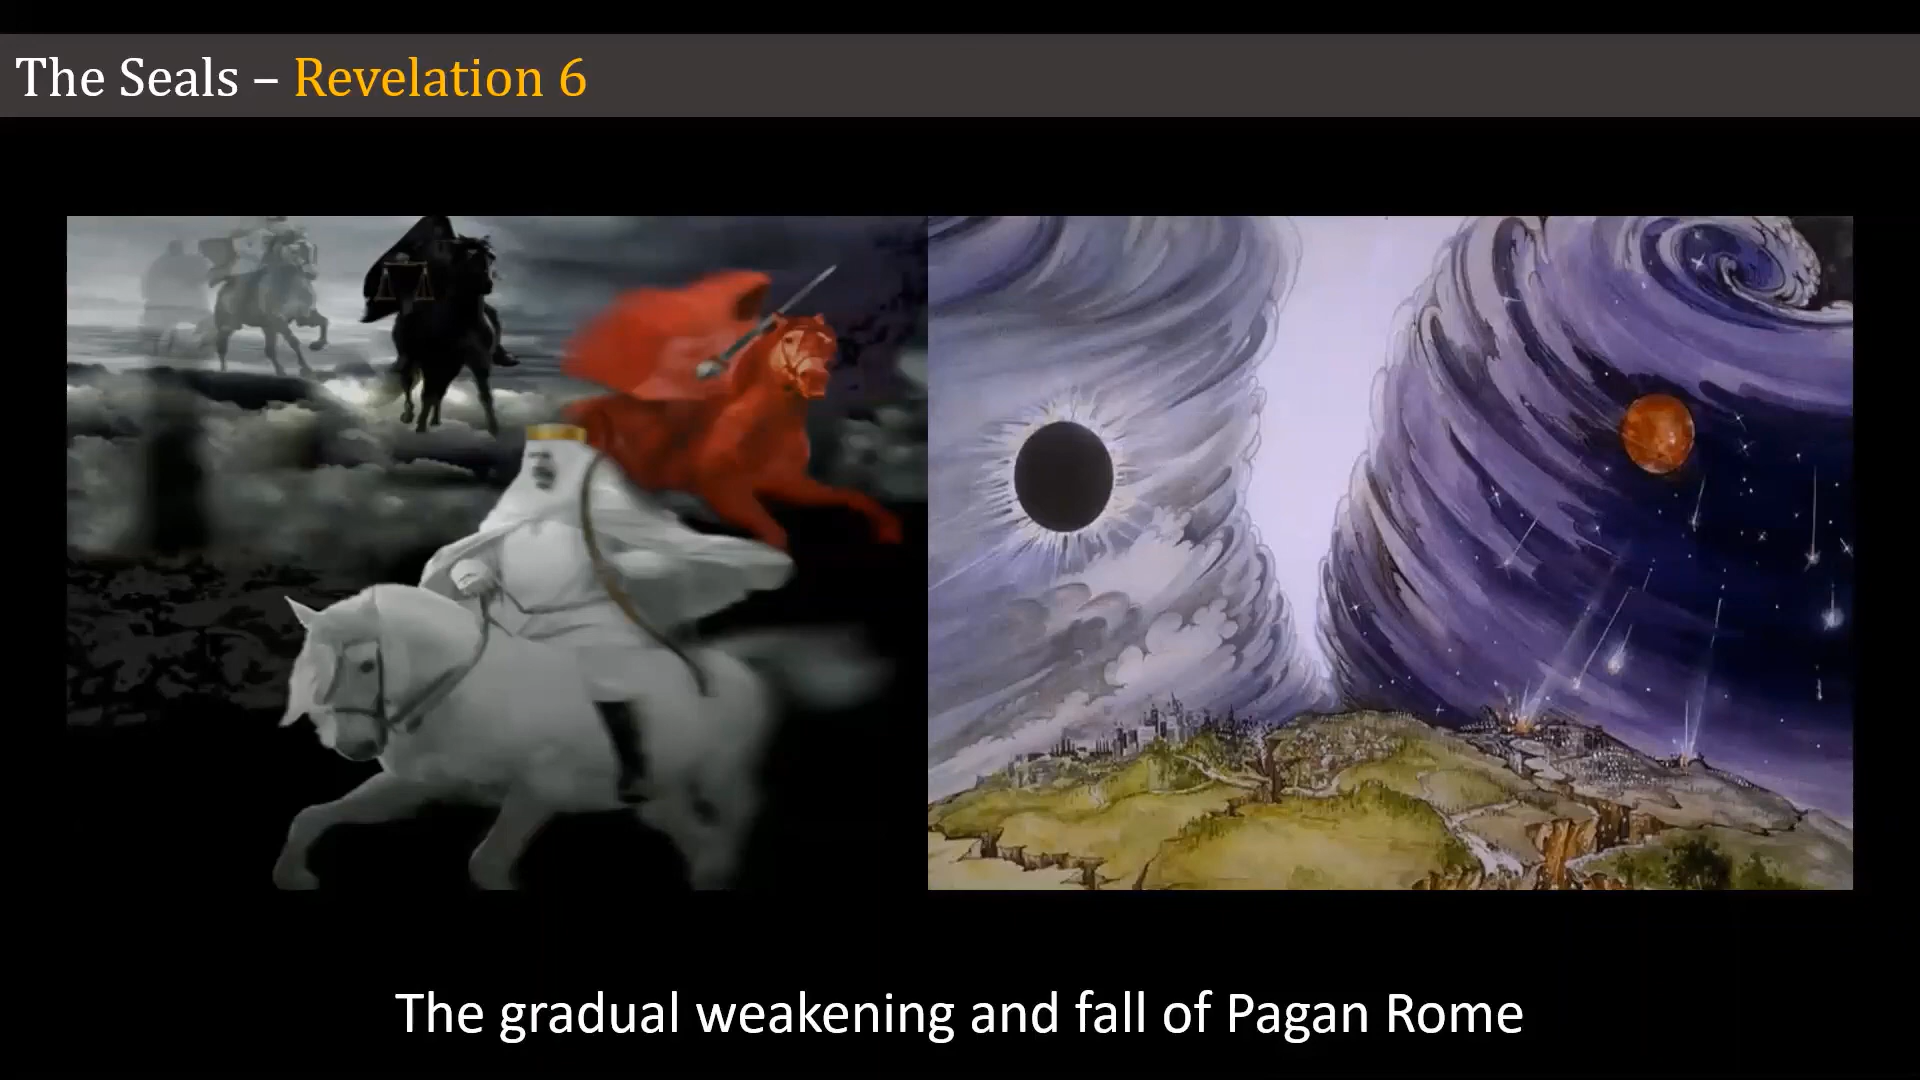 The Seals – Revelation 6
The gradual weakening and fall of Pagan Rome